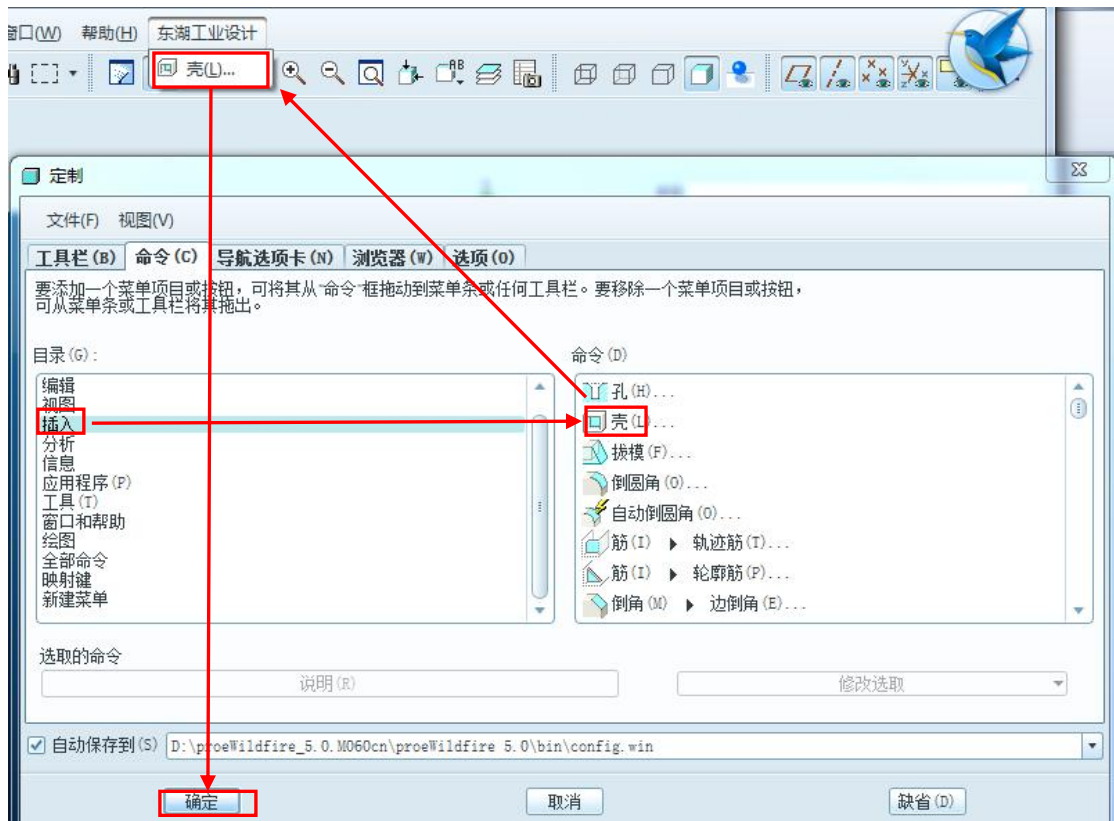 窗口(W) 帮助(H) 东湖工业设计
壳(L)...
定制
文件(F) 视图(V)
工具栏(B) 命令(C) 导航选项卡(N) 浏览器(W) 选项(O)
要添加一个菜单项目或按钮，可将其从"命令"框拖动到菜单条或任何工具栏。要移除一个菜单项目或按钮，
可从菜单条或工具栏将其拖出。
目录(G)：
命令(D)
编辑
视图
插入
分析
信息
应用程序(P)
工具(T)
窗口和帮助
绘图
全部命令
映射键
新建菜单
孔(H)...
壳(L)...
拔模(F)...
倒圆角(O)...
自动倒圆角(O)...
筋(I) ▶ 轨迹筋(T)...
筋(I) ▶ 轮廓筋(P)...
倒角(M) ▶ 边倒角(E)...
选取的命令
说明(R) 修改选取
自动保存到(S) D:\proeWildfire_5.0.M060cn\proeWildfire 5.0\bin\config.win
确定 取消 缺省(D)